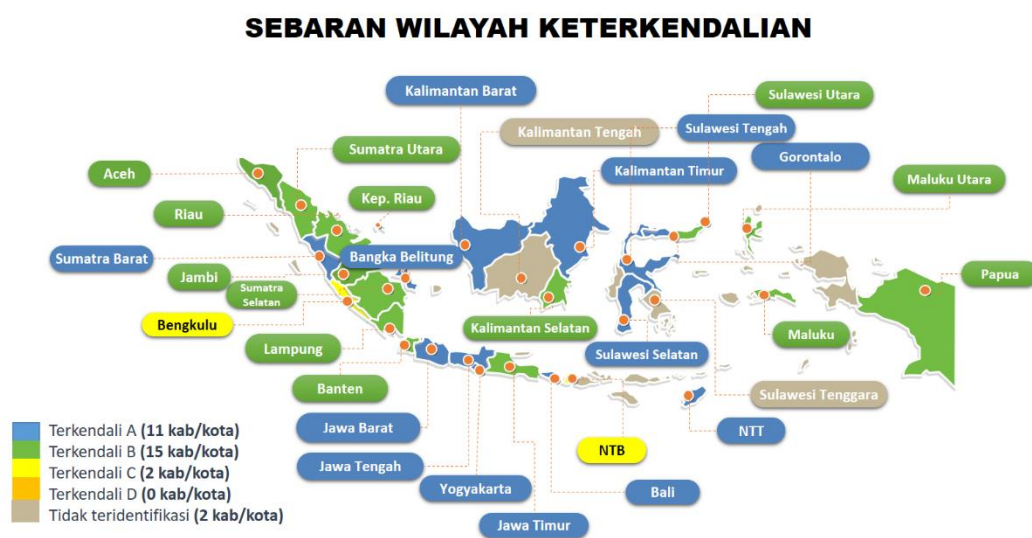 SEBARAN WILAYAH KETERKENDALIAN
Kalimantan Barat
Sulawesi Utara
Kalimantan Tengah
Sulawesi Tengah
Sumatra Utara
Gorontalo
Aceh
Kalimantan Timur
Maluku Utara
Kep. Riau
Riau
Sumatra Barat
Bangka Belitung
Jambi
Papua
Sumatra
Selatan
Bengkulu
Kalimantan Selatan
Maluku
Lampung
Sulawesi Selatan
Banten
Sulawesi Tenggara
Jawa Barat
NTT
NTB
Jawa Tengah
Yogyakarta
Bali
Jawa Timur
Terkendali A (11 kab/kota)
Terkendali B (15 kab/kota)
Terkendali C (2 kab/kota)
Terkendali D (0 kab/kota)
Tidak teridentifikasi (2 kab/kota)